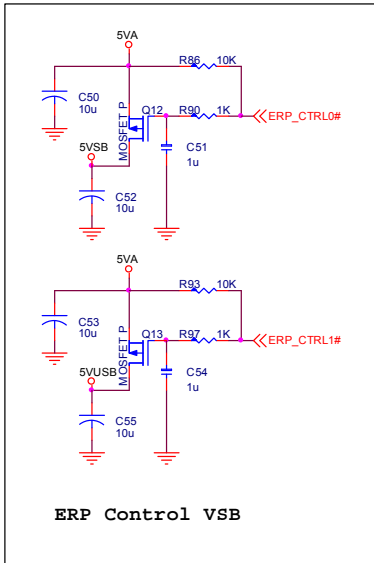 5VA
R86 10K
C50
10u
Q12
R90 1K
ERP_CTRL0#
MOSFET P
C51
1u
5VSB
C52
10u
5VA
R93 10K
C53
10u
Q13
R97 1K
ERP_CTRL1#
MOSFET P
C54
1u
5VUSB
C55
10u
ERP Control VSB